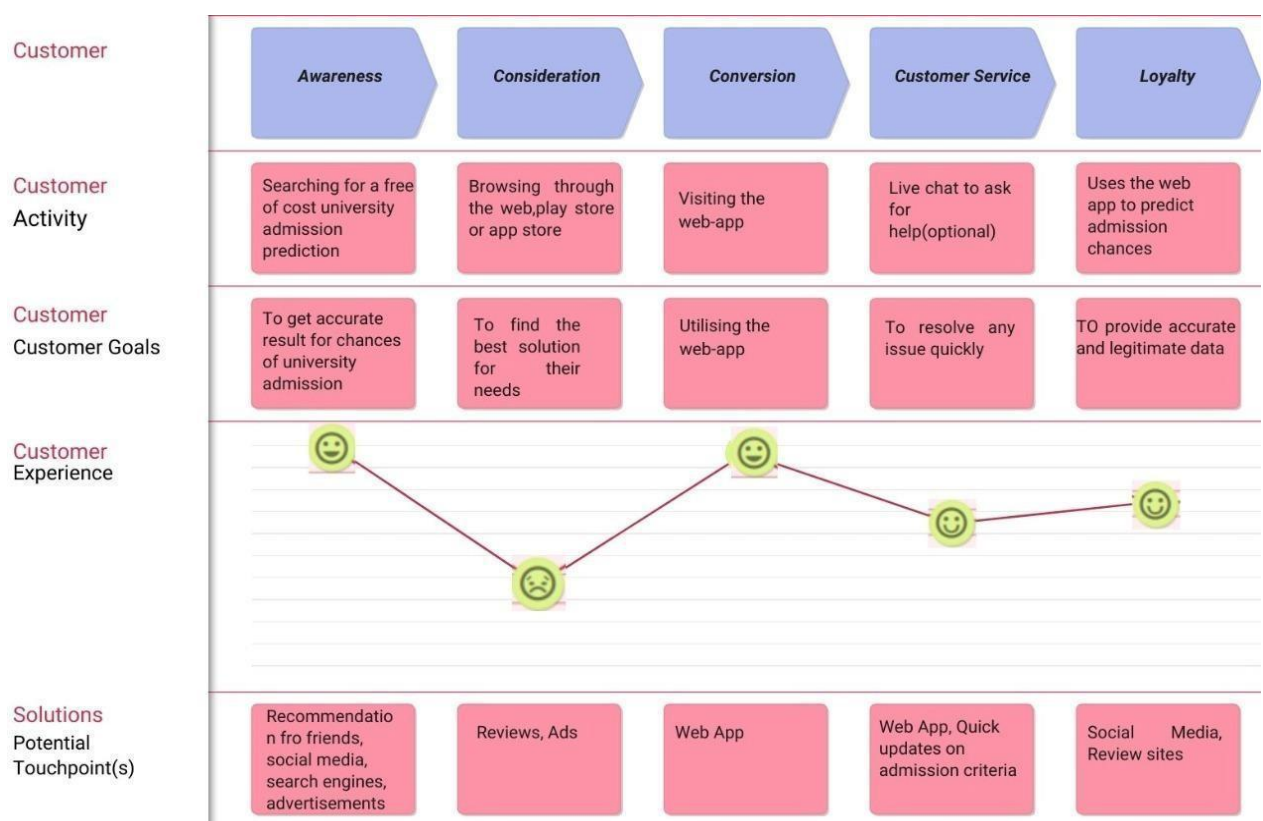 Customer
Awareness
Consideration
Conversion
Customer Service
Loyalty
Customer
Activity
Searching for a free
of cost university
admission
prediction
Browsing through
the web,play store
or app store
Visiting the
web-app
Live chat to ask
for
help(optional)
Uses the web
app to predict
admission
chances
Customer
Customer Goals
To get accurate
result for chances
of university
admission
To find the
best solution
for their
needs
Utilising the
web-app
To resolve any
issue quickly
TO provide accurate
and legitimate data
Customer
Experience
Solutions
Potential
Touchpoint(s)
Recommendatio
n fro friends,
social media,
search engines,
advertisements
Reviews, Ads
Web App
Web App, Quick
updates on
admission criteria
Social Media,
Review sites